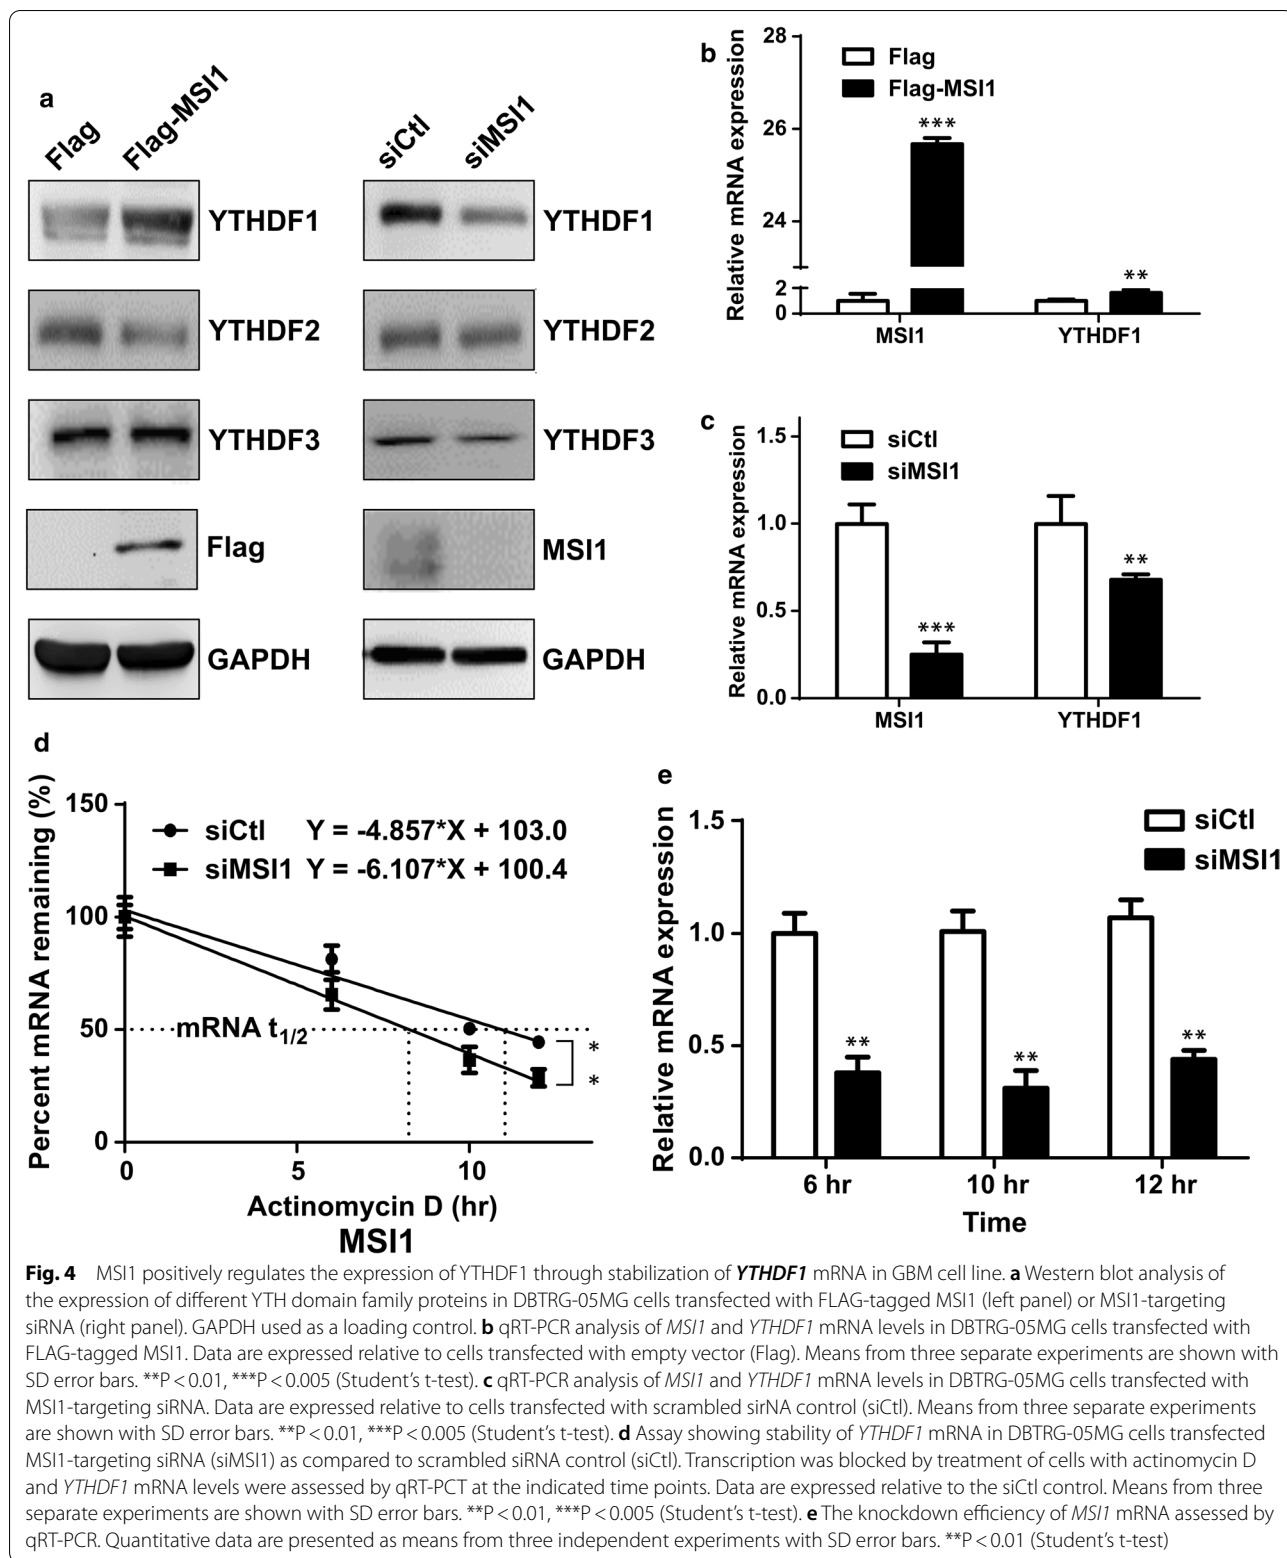 a
Flag
Flag-MSI1
YTHDF1
YTHDF2
YTHDF3
Flag
GAPDH
siCtl
siMSI1
YTHDF1
YTHDF2
YTHDF3
MSI1
GAPDH
b
Relative mRNA expression
28
26
24
2
0
Flag
Flag-MSI1
***
**
MSI1
YTHDF1
c
Relative mRNA expression
1.5
1.0
0.5
0.0
siCtl
siMSI1
***
**
MSI1
YTHDF1
d
Percent mRNA remaining (%)
150
100
50
0
siCtl Y = -4.857*X + 103.0
siMSI1 Y = -6.107*X + 100.4
mRNA t1/2
*
*
0
5
10
Actinomycin D (hr)
MSI1
e
Relative mRNA expression
1.5
1.0
0.5
0.0
siCtl
siMSI1
**
**
**
6 hr
10 hr
12 hr
Time
Fig. 4 MSI1 positively regulates the expression of YTHDF1 through stabilization of YTHDF1 mRNA in GBM cell line. a Western blot analysis of
the expression of different YTH domain family proteins in DBTRG-05MG cells transfected with FLAG-tagged MSI1 (left panel) or MSI1-targeting
siRNA (right panel). GAPDH used as a loading control. b qRT-PCR analysis of MSI1 and YTHDF1 mRNA levels in DBTRG-05MG cells transfected with
FLAG-tagged MSI1. Data are expressed relative to cells transfected with empty vector (Flag). Means from three separate experiments are shown with
SD error bars. **P < 0.01, ***P < 0.005 (Student's t-test). c qRT-PCR analysis of MSI1 and YTHDF1 mRNA levels in DBTRG-05MG cells transfected with
MSI1-targeting siRNA. Data are expressed relative to cells transfected with scrambled sirNA control (siCtl). Means from three separate experiments
are shown with SD error bars. **P < 0.01, ***P < 0.005 (Student's t-test). d Assay showing stability of YTHDF1 mRNA in DBTRG-05MG cells transfected
MSI1-targeting siRNA (siMSI1) as compared to scrambled siRNA control (siCtl). Transcription was blocked by treatment of cells with actinomycin D
and YTHDF1 mRNA levels were assessed by qRT-PCT at the indicated time points. Data are expressed relative to the siCtl control. Means from three
separate experiments are shown with SD error bars. **P < 0.01, ***P < 0.005 (Student's t-test). e The knockdown efficiency of MSI1 mRNA assessed by
qRT-PCR. Quantitative data are presented as means from three independent experiments with SD error bars. **P < 0.01 (Student's t-test)